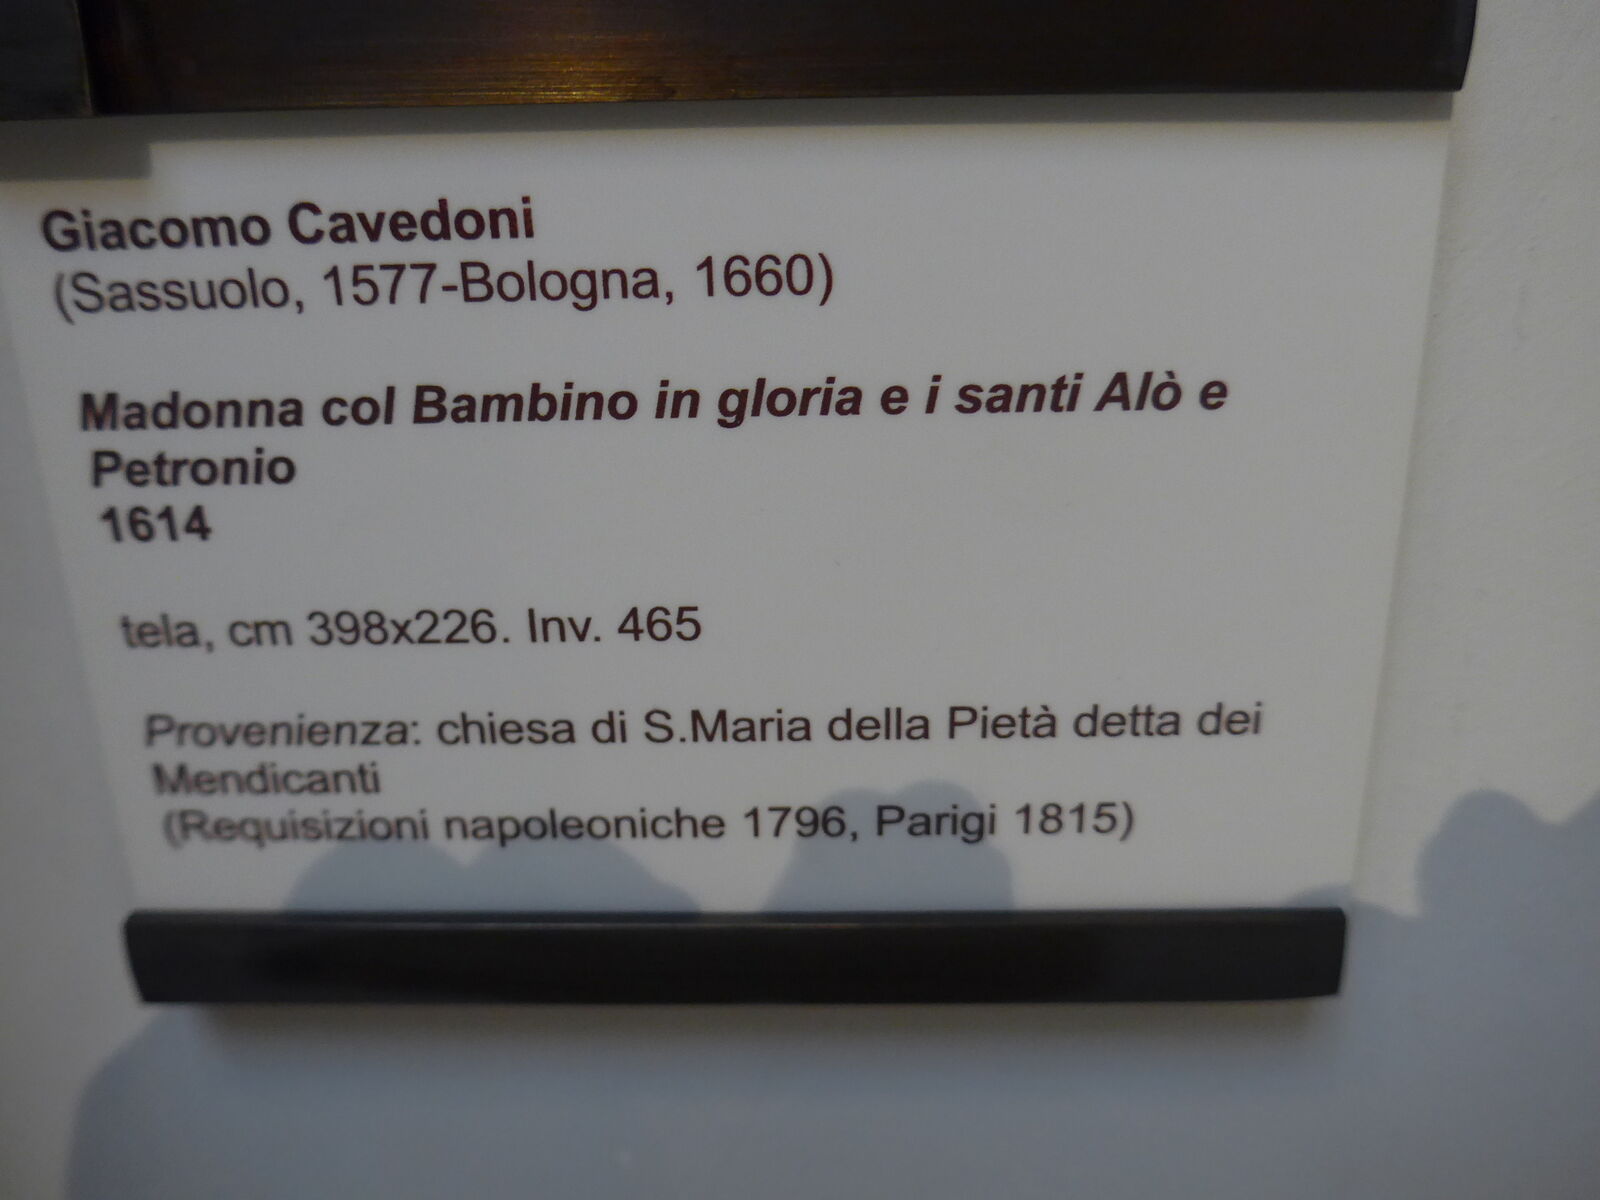 Giacomo Cavedoni
(Sassuolo, 1577-Bologna, 1660)
Madonna col Bambino in gloria e i santi Alò e
Petronio
1614
tela, cm 398x226. Inv. 465
Provenienza: chiesa di S.Maria della Pietà detta dei
Mendicanti
(Requisizioni napoleoniche 1796, Parigi 1815)